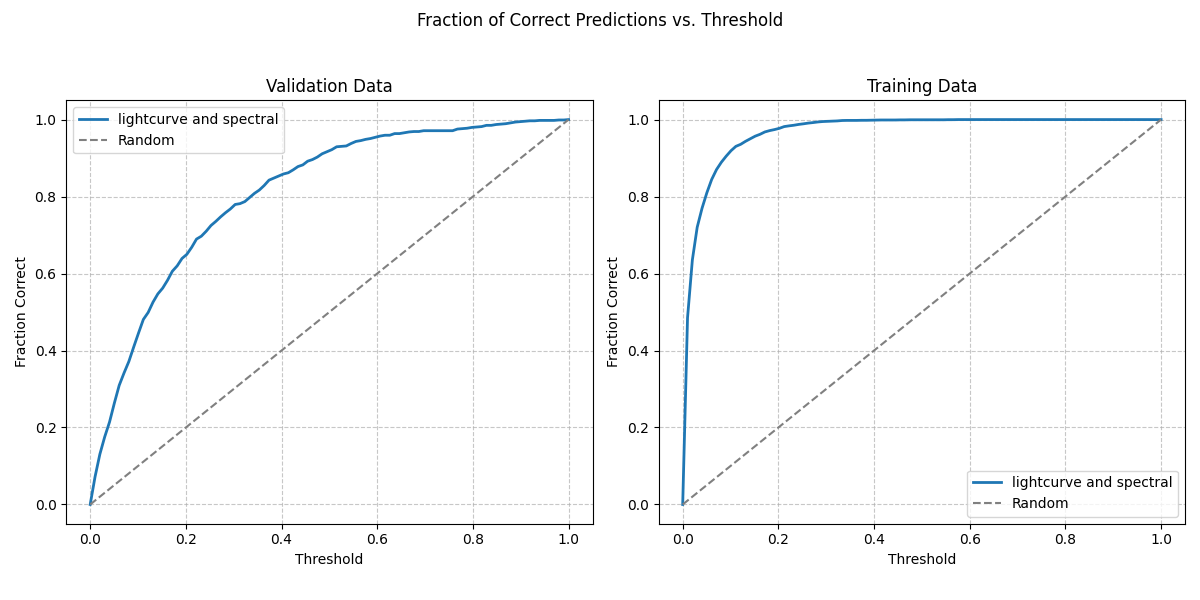 Fraction of Correct Predictions vs. Threshold
Validation Data
1.0
0.8
0.6
0.4
0.2
0.0
Fraction Correct
lightcurve and spectral
Random
0.0 0.2 0.4 0.6 0.8 1.0
Threshold
Training Data
1.0
0.8
0.6
0.4
0.2
0.0
Fraction Correct
lightcurve and spectral
Random
0.0 0.2 0.4 0.6 0.8 1.0
Threshold